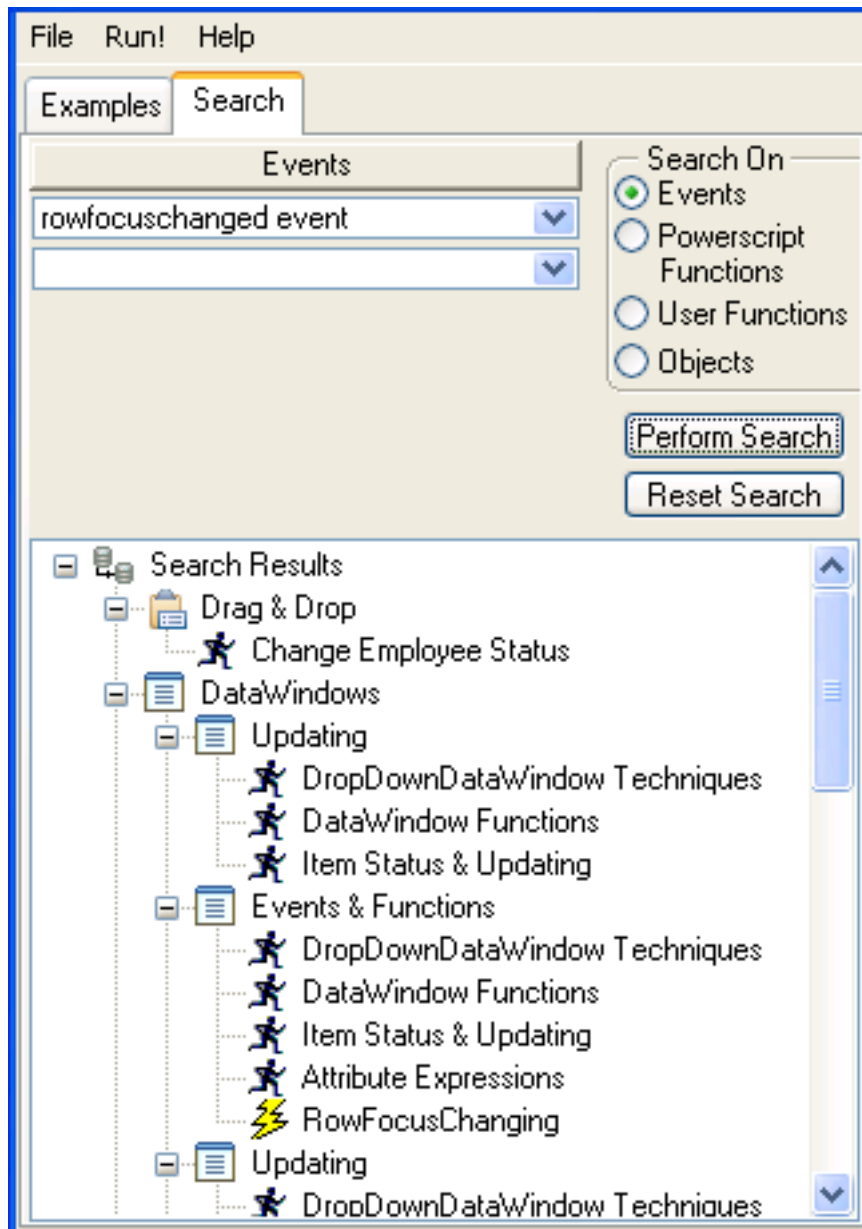 File Run! Help
Examples Search
Events
Search On
Events
rowfocuschanged event
Powerscript
Functions
User Functions
Objects
Perform Search
Reset Search
Search Results
Drag & Drop
Change Employee Status
DataWindows
Updating
DropDownDataWindow Techniques
DataWindow Functions
Item Status & Updating
Events & Functions
DropDownDataWindow Techniques
DataWindow Functions
Item Status & Updating
Attribute Expressions
RowFocusChanging
Updating
DropDownDataWindow Techniques